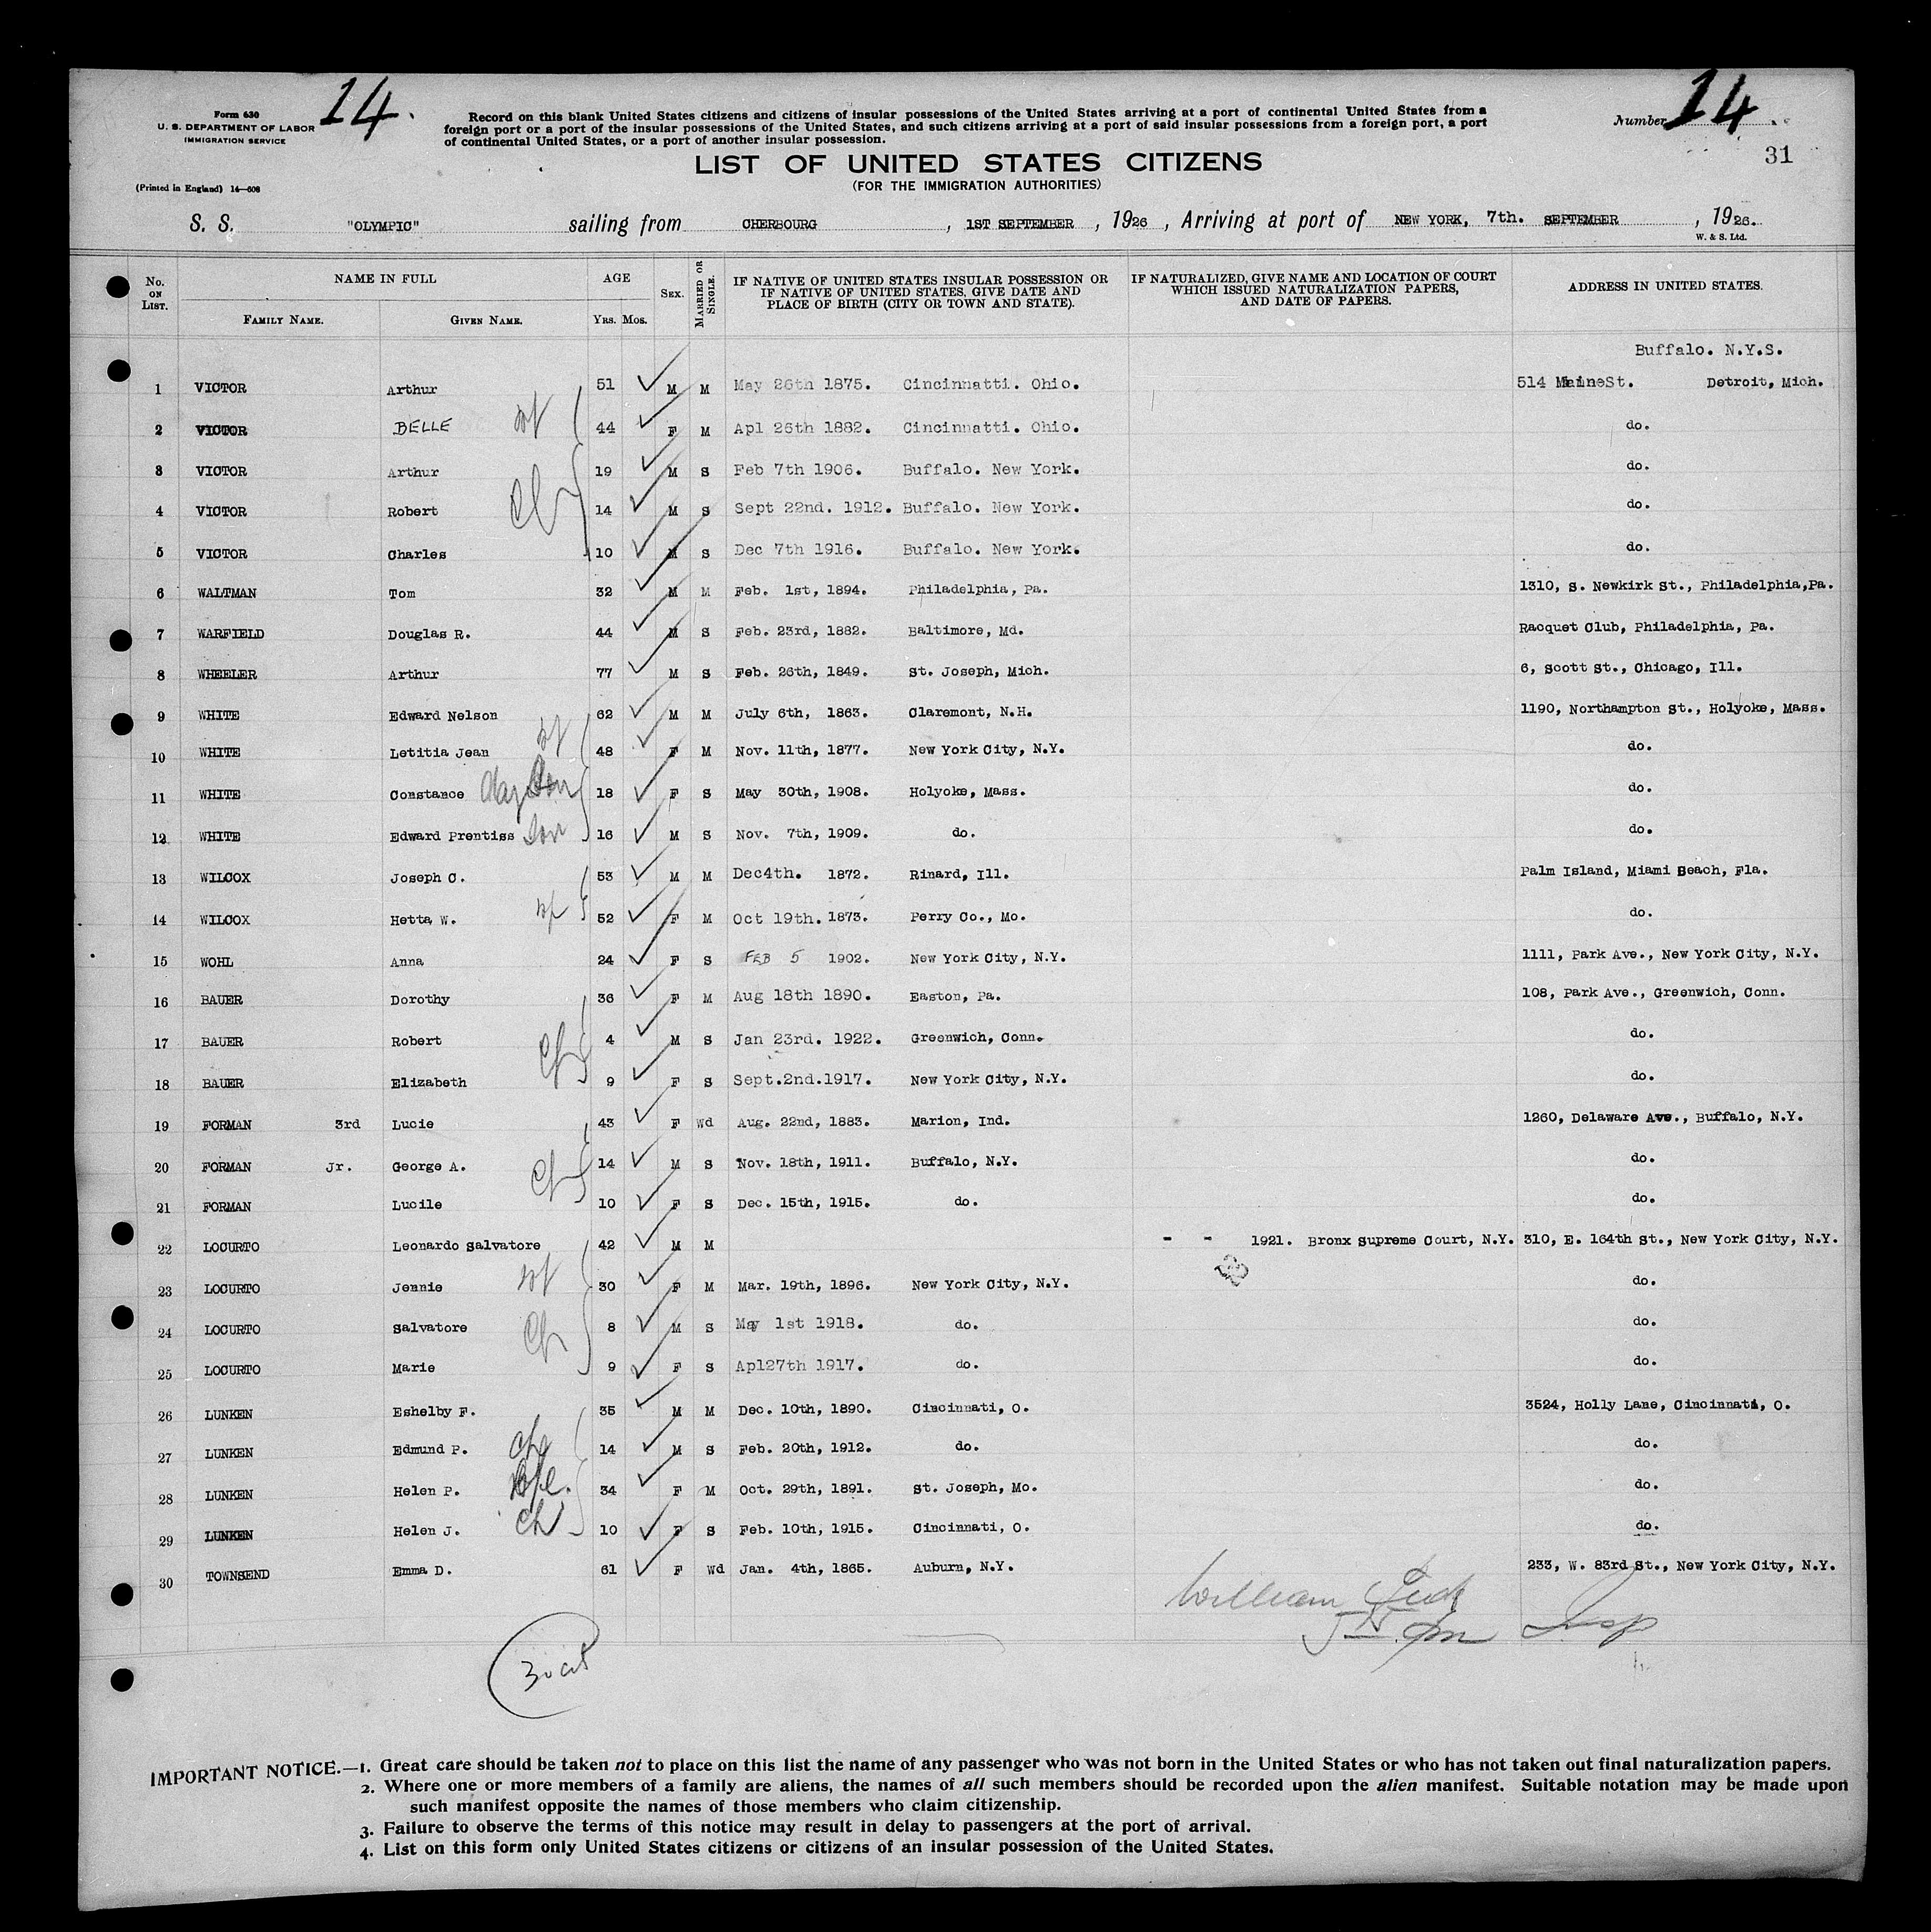 14.
14
Form 630
U. S. DEPARTMENT OF LABOR
IMMIGRATION SERVICE
(Printed in England) 14—608
Record on this blank United States citizens and citizens of insular possessions of the United States arriving at a port of continental United States from a
foreign port or a port of the insular possessions of the United States, and such citizens arriving at a port of said insular possessions from a foreign port, a port
of continental United States, or a port of another insular possession.
Number
31
LIST OF UNITED STATES CITIZENS
(FOR THE IMMIGRATION AUTHORITIES)
S. S. "OLYMPIC" sailing from CHERBOURG, 1ST SEPTEMBER, 1926, Arriving at port of NEW YORK, 7th. SEPTEMBER, 1926.
W. & S. Ltd.
No. ON LIST. NAME IN FULL FAMILY NAME. GIVEN NAME. AGE YRS. MOS. SEX. MARRIED OR SINGLE. IF NATIVE OF UNITED STATES INSULAR POSSESSION OR IF NATIVE OF UNITED STATES, GIVE DATE AND PLACE OF BIRTH (CITY OR TOWN AND STATE). IF NATURALIZED, GIVE NAME AND LOCATION OF COURT WHICH ISSUED NATURALIZATION PAPERS, AND DATE OF PAPERS. ADDRESS IN UNITED STATES.
Buffalo. N.Y.S.
1 VICTOR Arthur 51 M M May 26th 1875. Cincinnatti. Ohio. 514 Maine St. Detroit, Mich.
2 VICTOR BELLE wf 44 F M Apl 26th 1882. Cincinnatti. Ohio. do.
3 VICTOR Arthur 19 M S Feb 7th 1906. Buffalo. New York. do.
4 VICTOR Robert Ch 14 M S Sept 22nd. 1912. Buffalo. New York. do.
5 VICTOR Charles 10 M S Dec 7th 1916. Buffalo. New York. do.
6 WALTMAN Tom 32 M M Feb. 1st, 1894. Philadelphia, Pa. 1310, S. Newkirk St., Philadelphia,Pa.
7 WARFIELD Douglas R. 44 M S Feb. 23rd, 1882. Baltimore, Md. Racquet Club, Philadelphia, Pa.
8 WHEELER Arthur 77 M S Feb. 26th, 1849. St. Joseph, Mich. 6, Scott St., Chicago, Ill.
9 WHITE Edward Nelson 62 M M July 6th, 1863. Claremont, N.H. 1190, Northampton St., Holyoke, Mass.
10 WHITE Letitia Jean wf 48 F M Nov. 11th, 1877. New York City, N.Y. do.
11 WHITE Constance 18 F S May 30th, 1908. Holyoke, Mass. do.
12 WHITE Edward Prentiss Son 16 M S Nov. 7th, 1909. do. do.
13 WILCOX Joseph C. 53 M M Dec4th. 1872. Rinard, Ill. Palm Island, Miami Beach, Fla.
14 WILCOX Hetta W. wf 52 F M Oct 19th. 1873. Perry Co., Mo. do.
15 WOHL Anna 24 F S FEB 5 1902. New York City, N.Y. 1111, Park Ave., New York City, N.Y.
16 BAUER Dorothy 36 F M Aug 18th 1890. Easton, Pa. 108, Park Ave., Greenwich, Conn.
17 BAUER Robert Ch 4 M S Jan 23rd. 1922. Greenwich, Conn. do.
18 BAUER Elizabeth 9 F S Sept.2nd.1917. New York City, N.Y. do.
19 FORMAN 3rd Lucie 43 F Wd Aug. 22nd, 1883. Marion, Ind. 1260, Delaware Ave., Buffalo, N.Y.
20 FORMAN Jr. George A. Ch 14 M S Nov. 18th, 1911. Buffalo, N.Y. do.
21 FORMAN Lucile 10 F S Dec. 15th, 1915. do. do.
22 LOCURTO Leonardo Salvatore 42 M M - - 1921. Bronx Supreme Court, N.Y. 310, E. 164th St., New York City, N.Y.
23 LOCURTO Jennie wf 30 F M Mar. 19th, 1896. New York City, N.Y. do.
24 LOCURTO Salvatore Ch 8 M S May 1st 1918. do. do.
25 LOCURTO Marie 9 F S Apl27th 1917. do. do.
26 LUNKEN Eshelby F. 35 M M Dec. 10th, 1890. Cincinnati, O. 3524, Holly Lane, Cincinnati, O.
27 LUNKEN Edmund P. Ch 14 M S Feb. 20th, 1912. do. do.
28 LUNKEN Helen P. 34 F M Oct. 29th, 1891. St. Joseph, Mo. do.
29 LUNKEN Helen J. Ch 10 F S Feb. 10th, 1915. Cincinnati, O. do.
30 TOWNSEND Emma D. 61 F Wd Jan. 4th, 1865. Auburn, N.Y. 233, W. 83rd St., New York City, N.Y.
William
Insp
30 cit
IMPORTANT NOTICE.—1. Great care should be taken not to place on this list the name of any passenger who was not born in the United States or who has not taken out final naturalization papers.
2. Where one or more members of a family are aliens, the names of all such members should be recorded upon the alien manifest. Suitable notation may be made upon
such manifest opposite the names of those members who claim citizenship.
3. Failure to observe the terms of this notice may result in delay to passengers at the port of arrival.
4. List on this form only United States citizens or citizens of an insular possession of the United States.